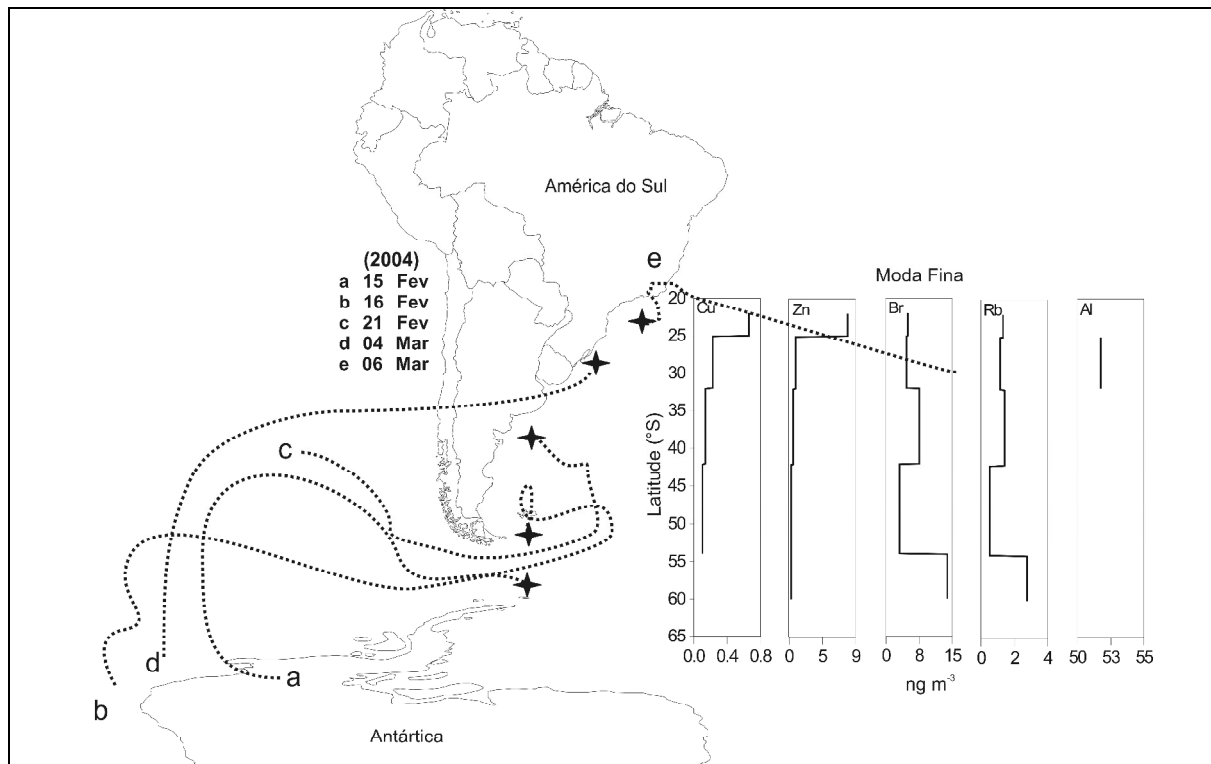 América do Sul
(2004)
a 15 Fev
b 16 Fev
c 21 Fev
d 04 Mar
e 06 Mar
e
c
d
a
b
Antártica
Moda Fina
Cu
Zn
Br
Rb
Al
20
25
30
35
40
45
50
55
60
65
Latitude (°S)
0.0 0.4 0.8
0 5 9
0 8 15
0 2 4
50 53 55
ng m⁻³